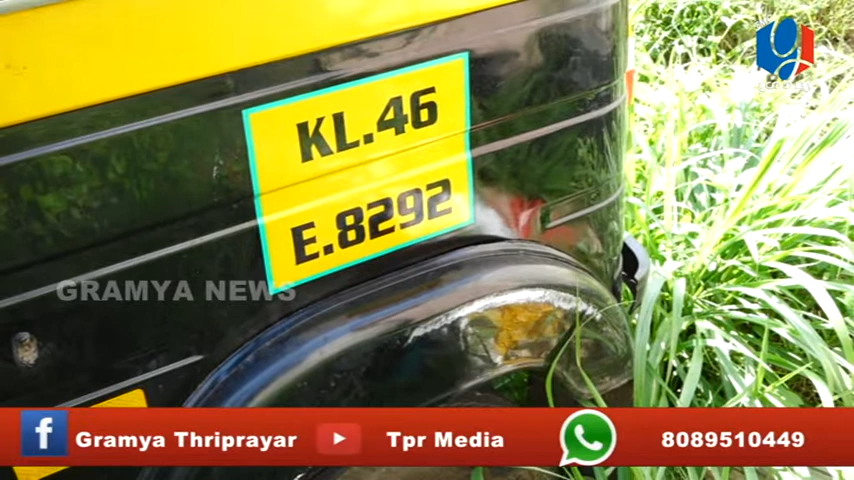 KL.46
E.8292
GRAMYA NEWS
Gramya Thriprayar
Tpr Media
8089510449